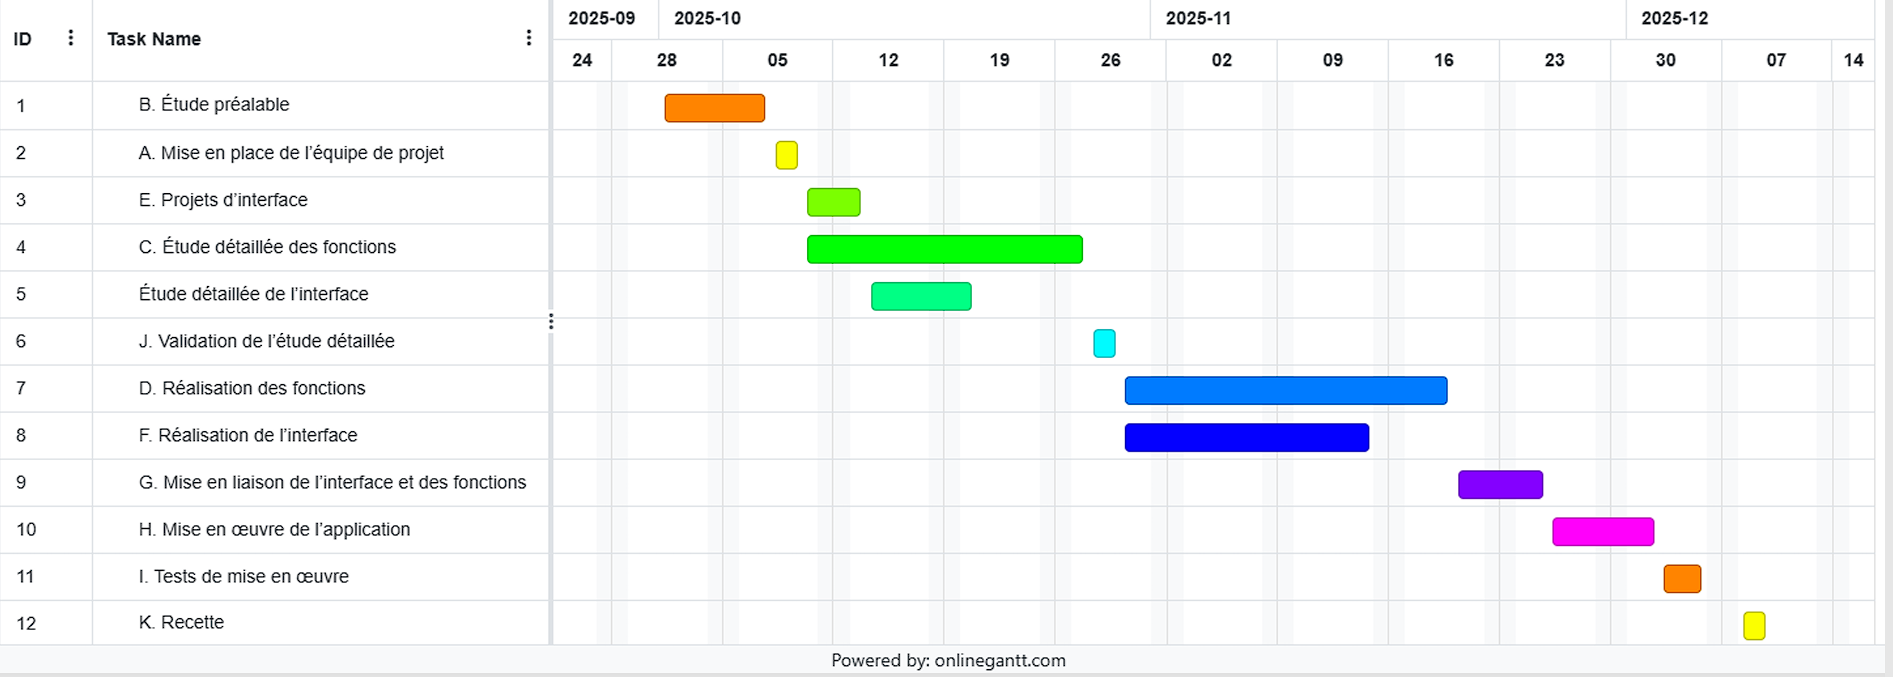 2025-09 2025-10 2025-11 2025-12
ID Task Name
24 28 05 12 19 26 02 09 16 23 30 07 14
1 B. Étude préalable
2 A. Mise en place de l’équipe de projet
3 E. Projets d’interface
4 C. Étude détaillée des fonctions
5 Étude détaillée de l’interface
6 J. Validation de l’étude détaillée
7 D. Réalisation des fonctions
8 F. Réalisation de l’interface
9 G. Mise en liaison de l’interface et des fonctions
10 H. Mise en œuvre de l’application
11 I. Tests de mise en œuvre
12 K. Recette
Powered by: onlinegantt.com